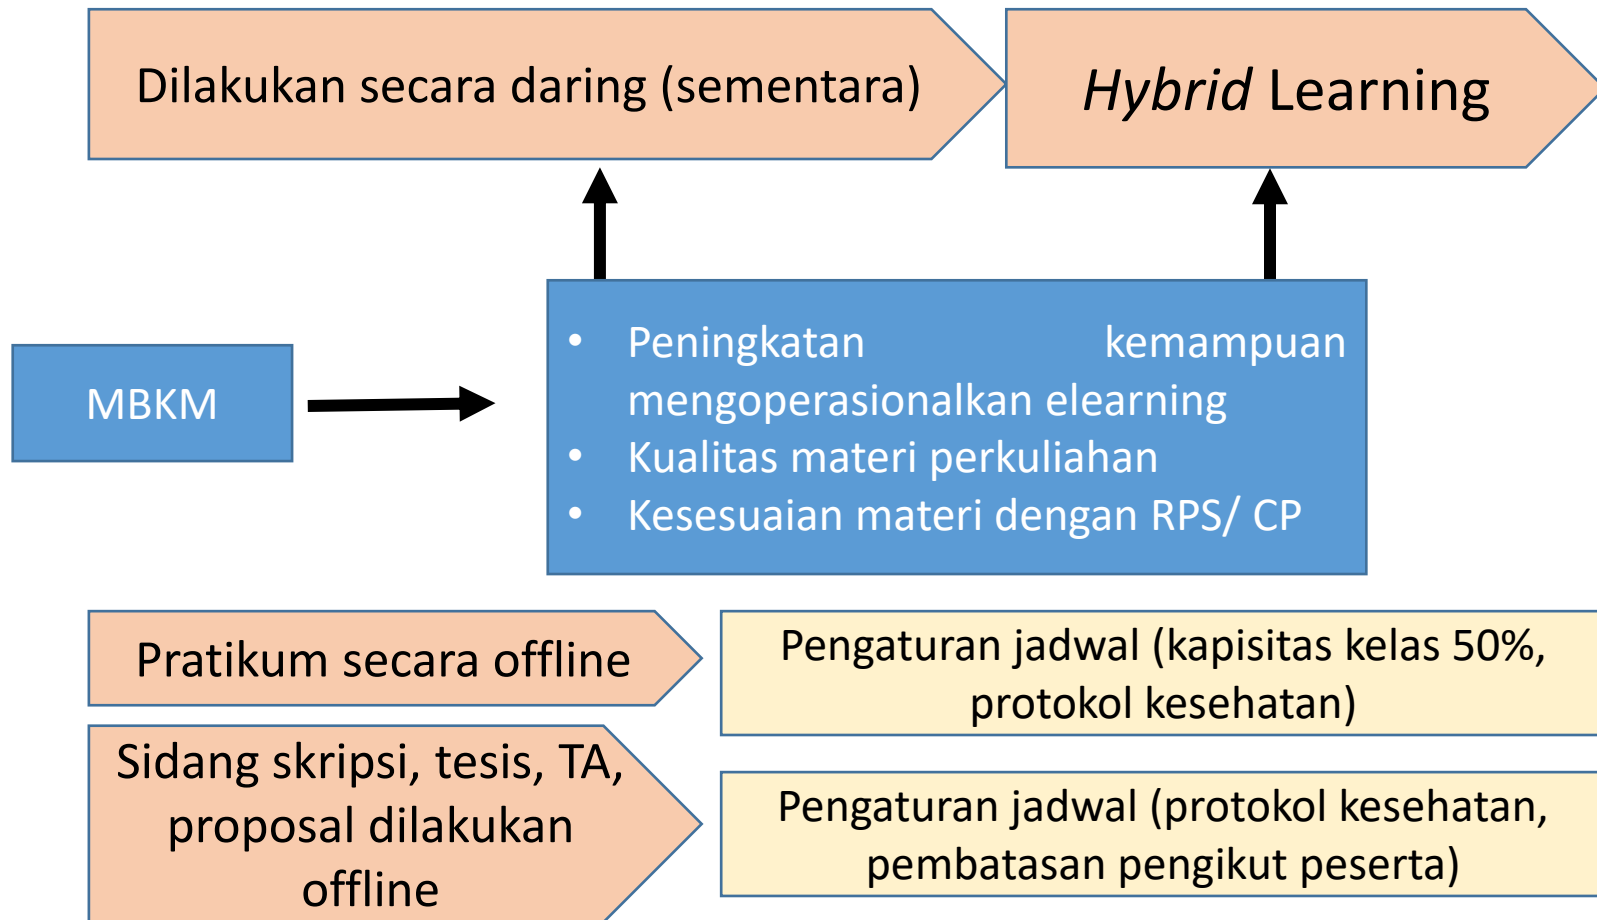 Dilakukan secara daring (sementara)
Hybrid Learning
MBKM
• Peningkatan kemampuan
mengoperasionalkan elearning
• Kualitas materi perkuliahan
• Kesesuaian materi dengan RPS/ CP
Pratikum secara offline
Pengaturan jadwal (kapisitas kelas 50%,
protokol kesehatan)
Sidang skripsi, tesis, TA,
proposal dilakukan
offline
Pengaturan jadwal (protokol kesehatan,
pembatasan pengikut peserta)